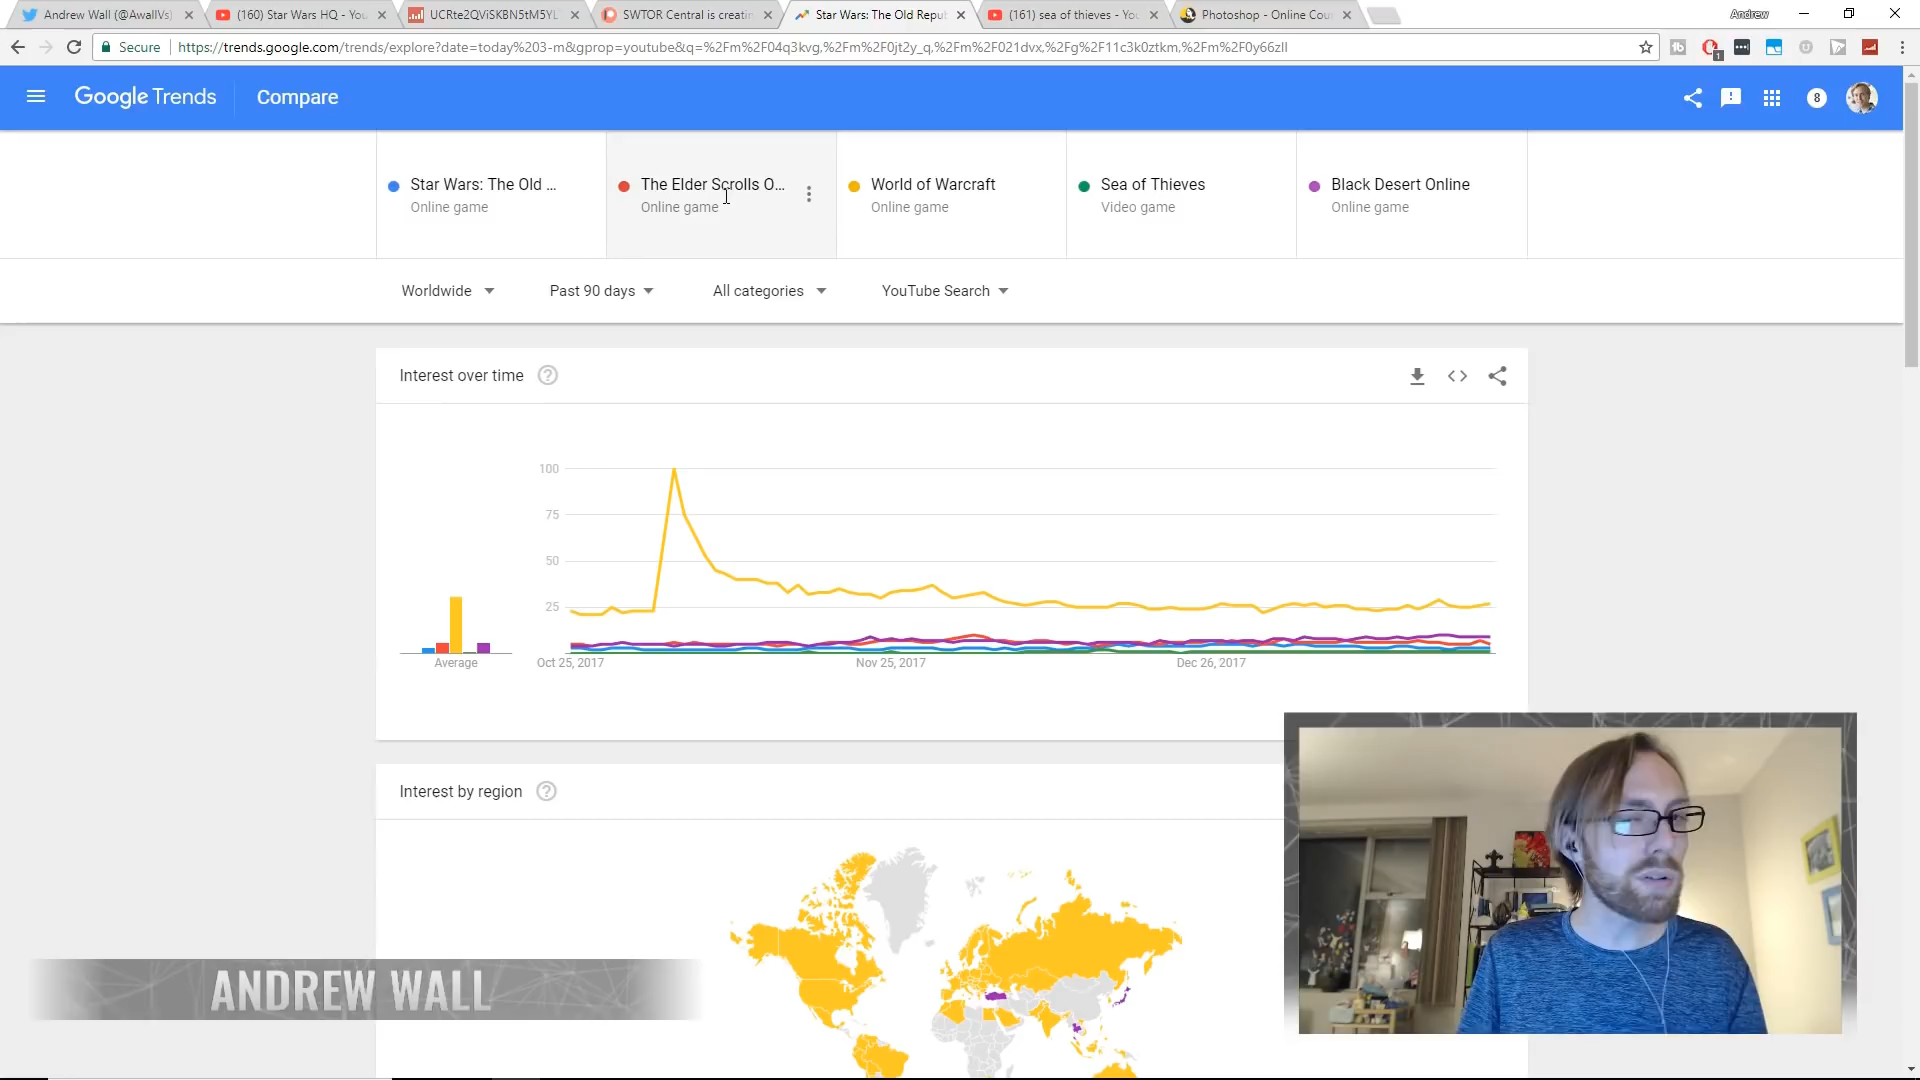 Andrew Wall (@AwallVs)
(160) Star Wars HQ - You
UCRte2QViSKBN5tM5YL
SWTOR Central is creatin
Star Wars: The Old Repu
(161) sea of thieves - Yo
Photoshop - Online Cou
Andrew
Secure
https://trends.google.com/trends/explore?date=today%203-m&gprop=youtube&q=%2Fm%2F04q3kvg,%2Fm%2F0jt2y_q,%2Fm%2F021dvx,%2Fg%2F11c3k0ztkm,%2Fm%2F0y66zll
1
Google Trends
Compare
8
Star Wars: The Old ...
Online game
The Elder Scrolls O...
Online game
World of Warcraft
Online game
Sea of Thieves
Video game
Black Desert Online
Online game
Worldwide
Past 90 days
All categories
YouTube Search
Interest over time
100
75
50
25
Average
Oct 25, 2017
Nov 25, 2017
Dec 26, 2017
Interest by region
ANDREW WALL